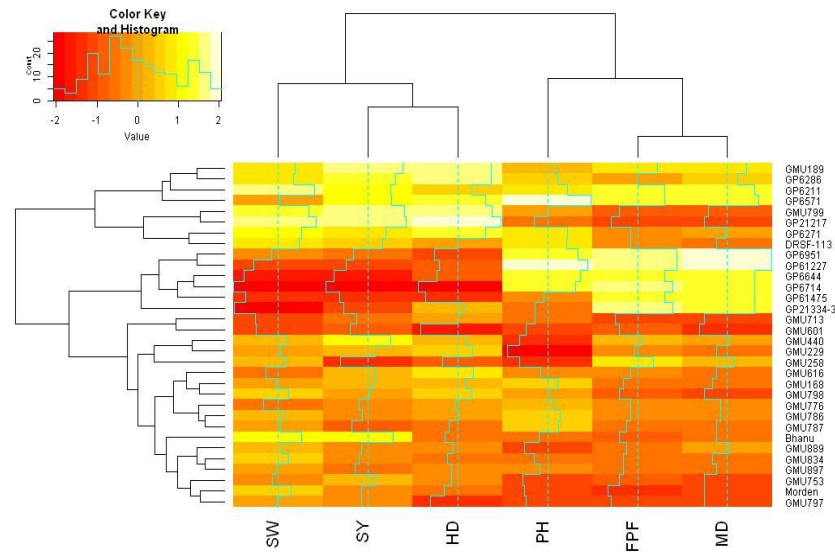 Color Key
and Histogram
Count
0 10 20
-2 -1 0 1 2
Value
GMU189
GP6286
GP6211
GP6571
GMU799
GP21217
GP6271
DRSF-113
GP6951
GP61227
GP6644
GP6714
GP61475
GP21334-3
GMU713
GMU601
GMU440
GMU229
GMU258
GMU616
GMU168
GMU798
GMU776
GMU786
GMU787
Bhanu
GMU889
GMU834
GMU897
GMU753
Morden
GMU797
SW SY HD PH FPF MD